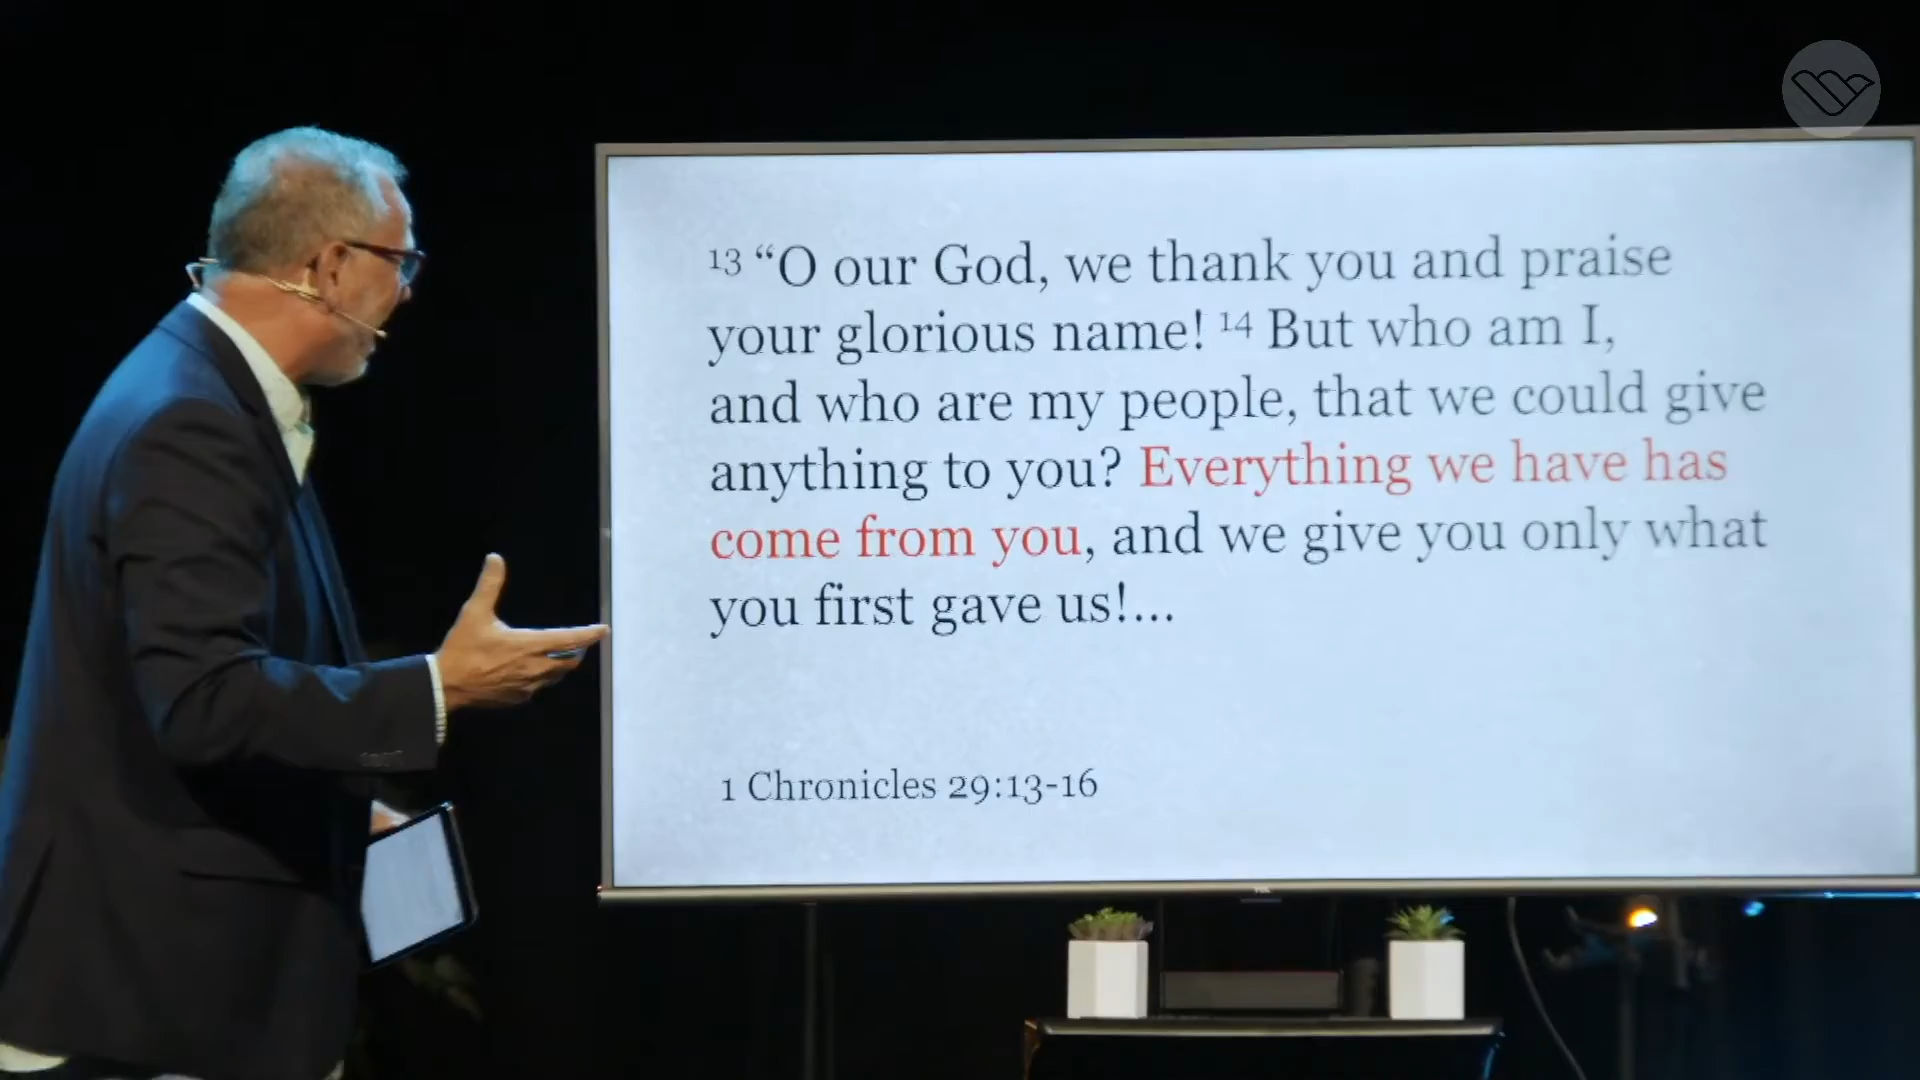 13 “O our God, we thank you and praise
your glorious name! 14 But who am I,
and who are my people, that we could give
anything to you? Everything we have has
come from you, and we give you only what
you first gave us!...
1 Chronicles 29:13-16